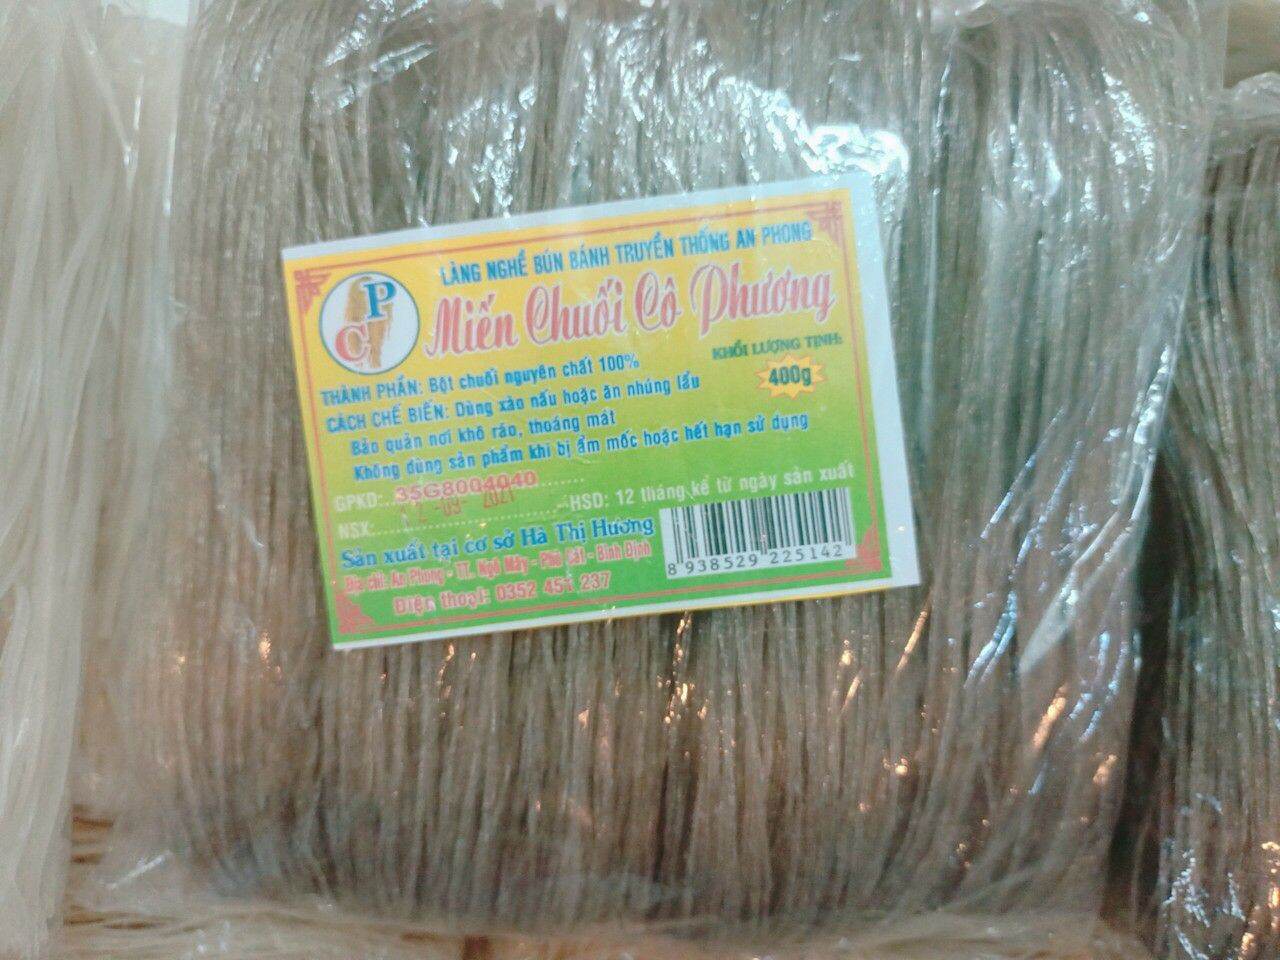 LÀNG NGHỀ BÚN BÁNH TRUYỀN THỐNG AN PHONG
CP
Miến Chuối Cô Phương
KHỐI LƯỢNG TỊNH:
400g
THÀNH PHẦN: Bột chuối nguyên chất 100%
CÁCH CHẾ BIẾN: Dùng xào nấu hoặc ăn nhúng lẩu
Bảo quản nơi khô ráo, thoáng mát
Không dùng sản phẩm khi bị ẩm mốc hoặc hết hạn sử dụng
GPKD: 35G8004040
NSX: HSD: 12 tháng kể từ ngày sản xuất
Sản xuất tại cơ sở Hà Thị Hường
Địa chỉ: An Phong - TT. Ngô Mây - Phù Cát - Bình Định
Điện thoại: 0352 451 237
8 938529 225142